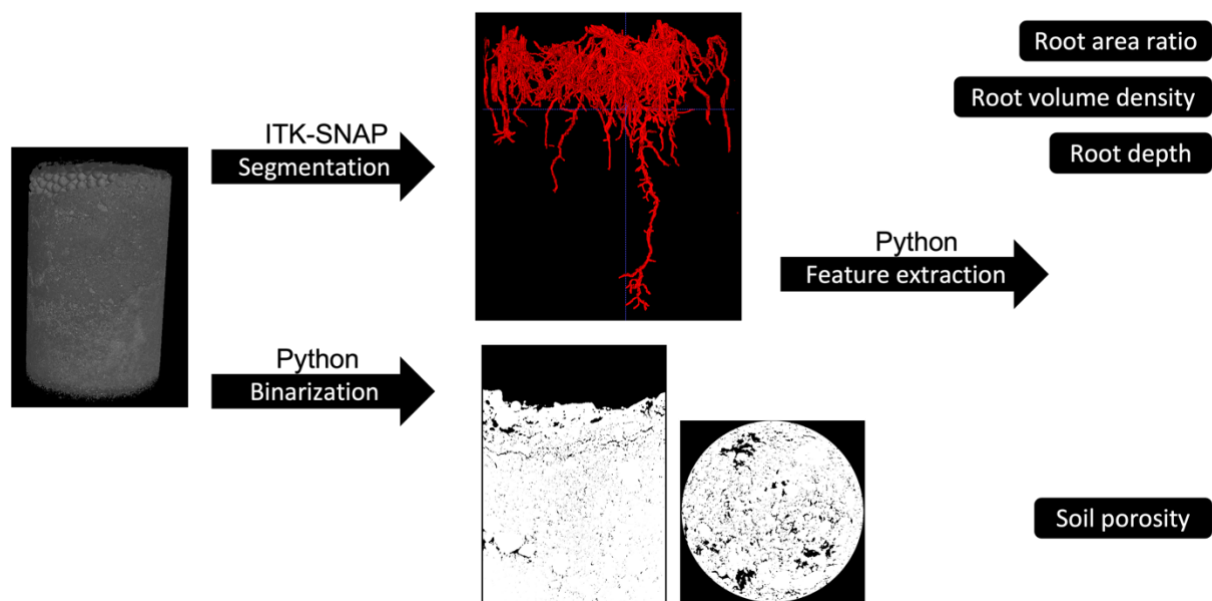 Root area ratio
Root volume density
Root depth
ITK-SNAP
Segmentation
Python
Feature extraction
Python
Binarization
Soil porosity